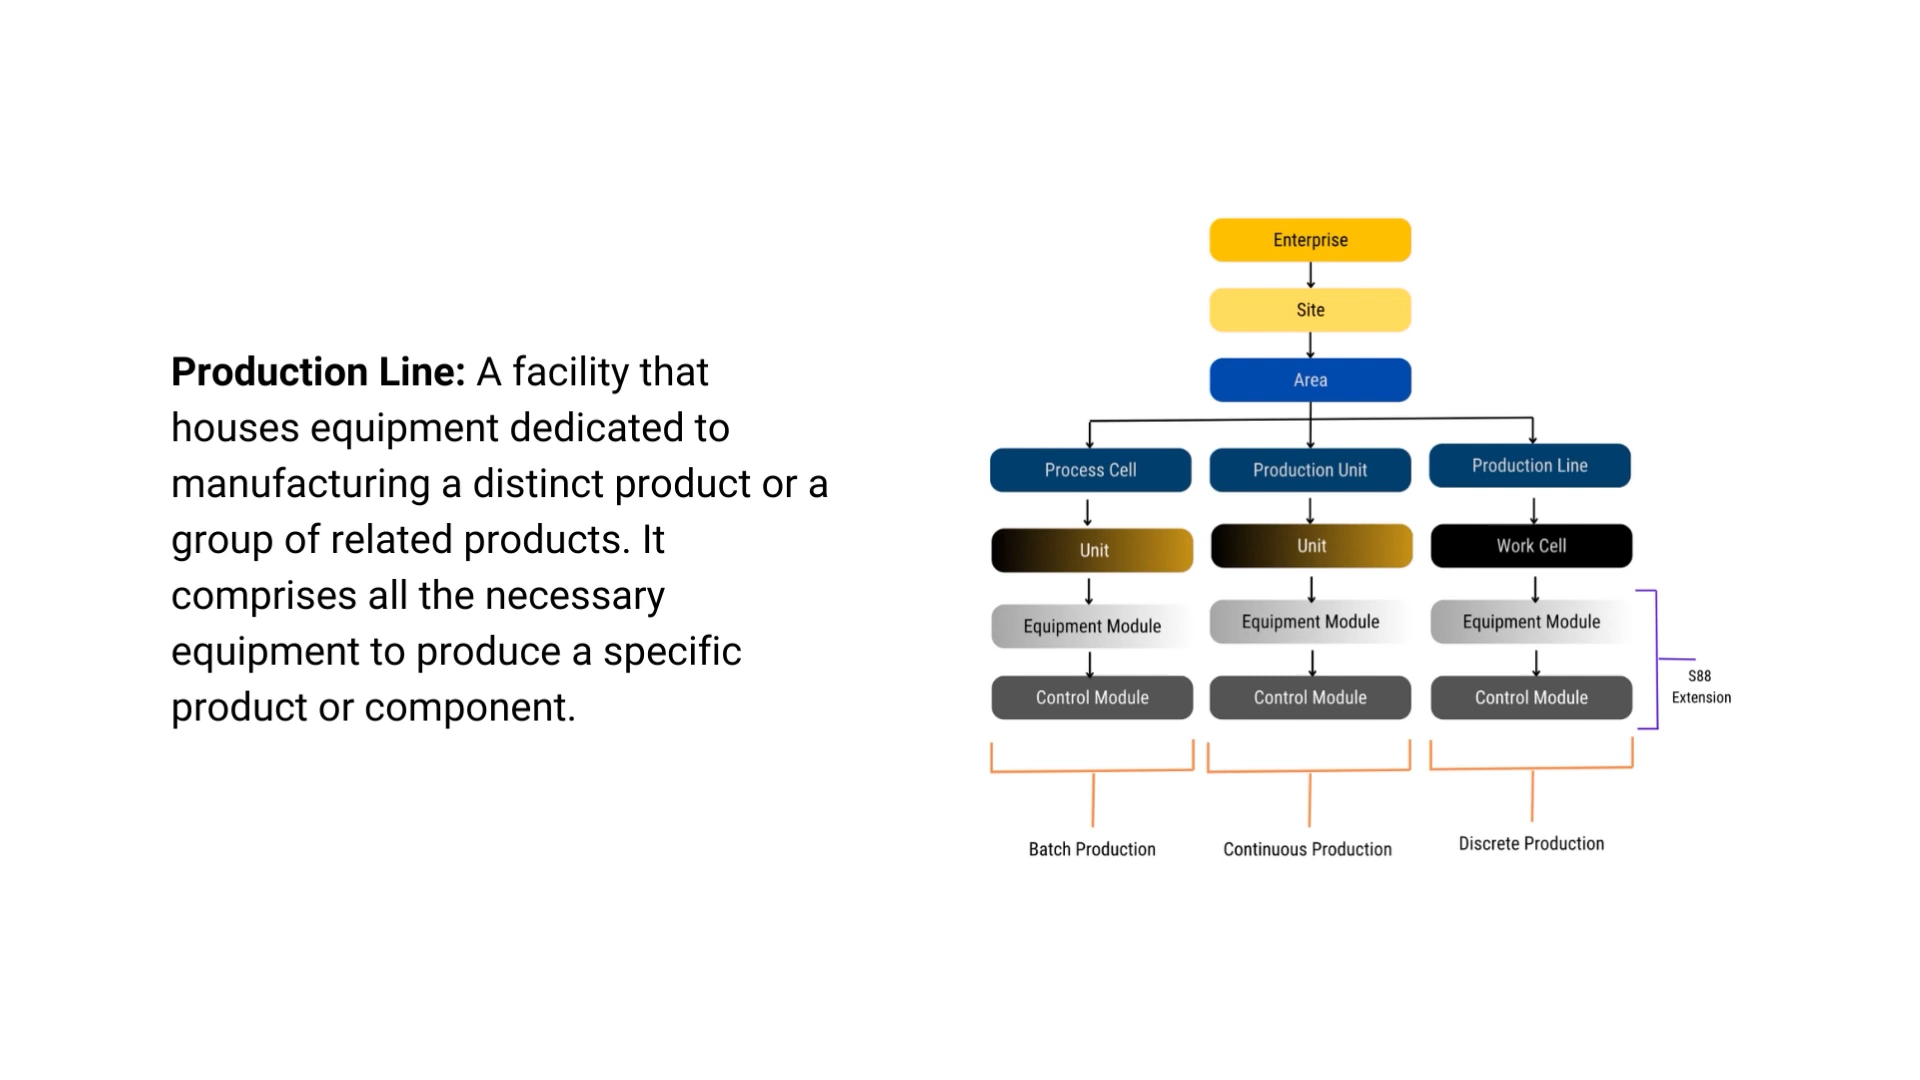 Production Line: A facility that
houses equipment dedicated to
manufacturing a distinct product or a
group of related products. It
comprises all the necessary
equipment to produce a specific
product or component.
Enterprise
Site
Area
Process Cell
Production Unit
Production Line
Unit
Unit
Work Cell
Equipment Module
Equipment Module
Equipment Module
Control Module
Control Module
Control Module
S88
Extension
Batch Production
Continuous Production
Discrete Production